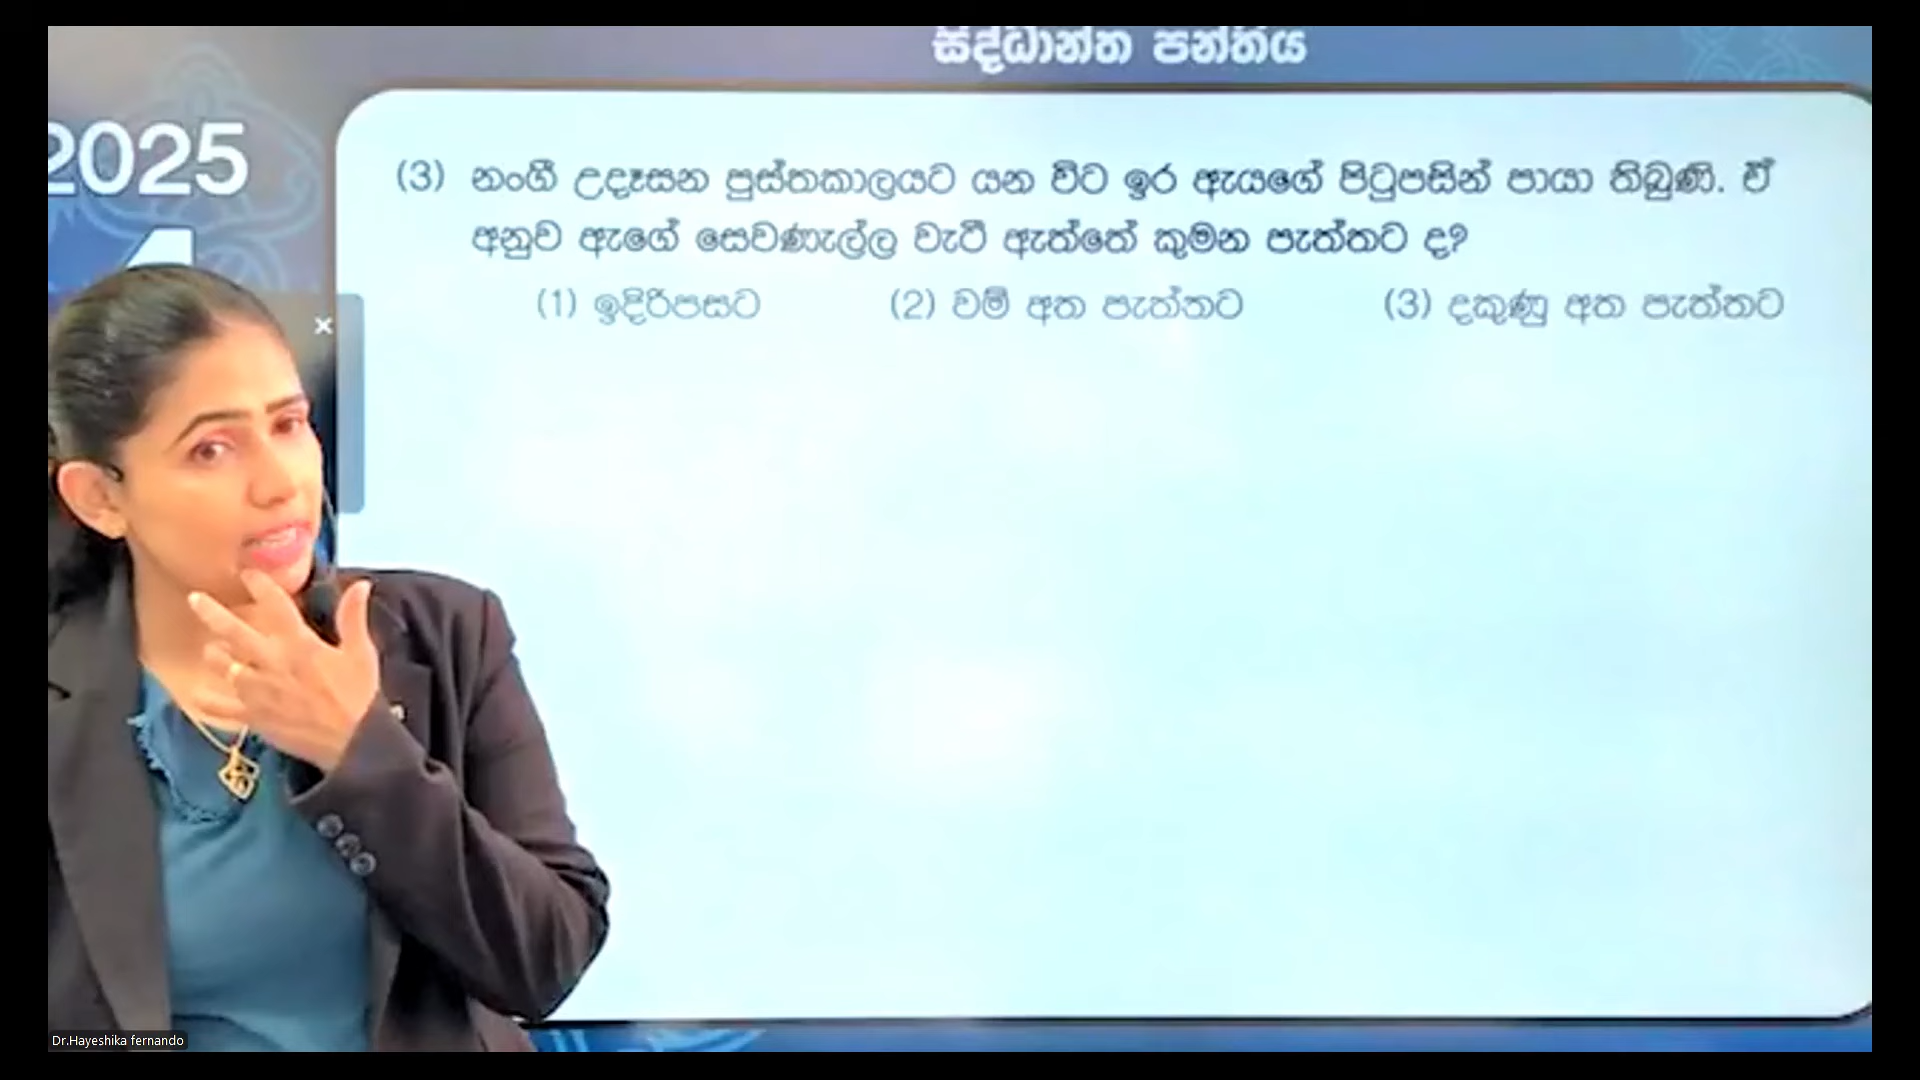 සිද්ධාන්ත පන්තිය
2025
(3) නංගී උදෑසන පුස්තකාලයට යන විට ඉර ඇයගේ පිටුපසින් පායා තිබුණි. ඒ
අනුව ඇගේ සෙවණැල්ල වැටී ඇත්තේ කුමන පැත්තට ද?
(1) ඉදිරිපසට (2) වම් අත පැත්තට (3) දකුණු අත පැත්තට
Dr.Hayeshika fernando